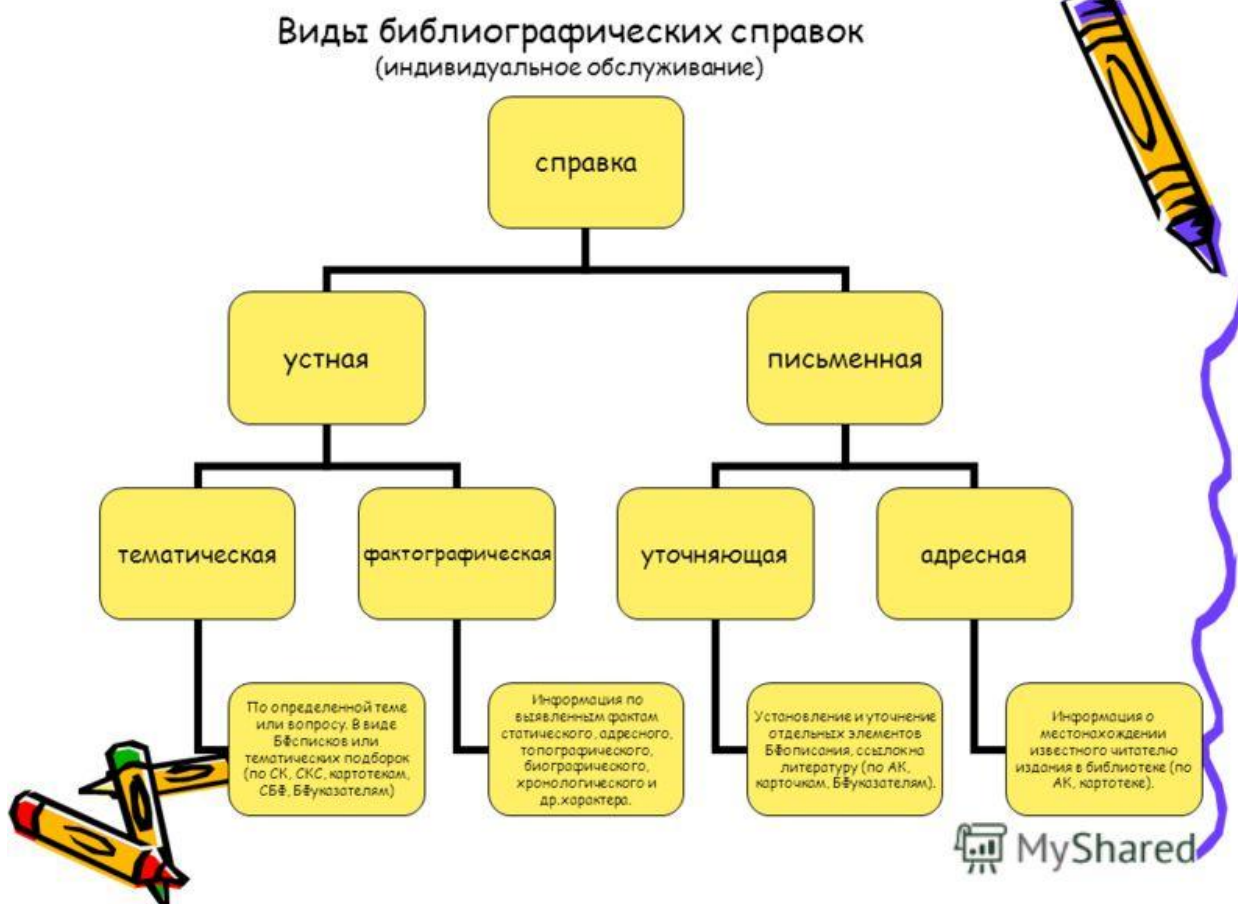 Виды библиографических справок
(индивидуальное обслуживание)
справка
устная
письменная
тематическая
фактографическая
уточняющая
адресная
По определенной теме
или вопросу. В виде
БФсписков или
тематических подборок
(по СК, СКС, картотекам,
СБФ, БФуказателям)
Информация по
выявленным фактам
статического, адресного,
топографического,
биографического,
хронологического и
др.характера.
Установление и уточнение
отдельных элементов
БФописания, ссылок на
литературу (по АК,
карточкам, БФуказателям).
Информация о
местонахождении
известного читателю
издания в библиотеке (по
АК, картотеке).
MyShared